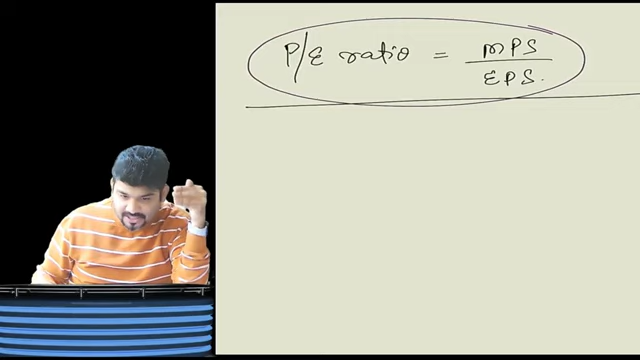 P/E ratio = MPS
EPS.